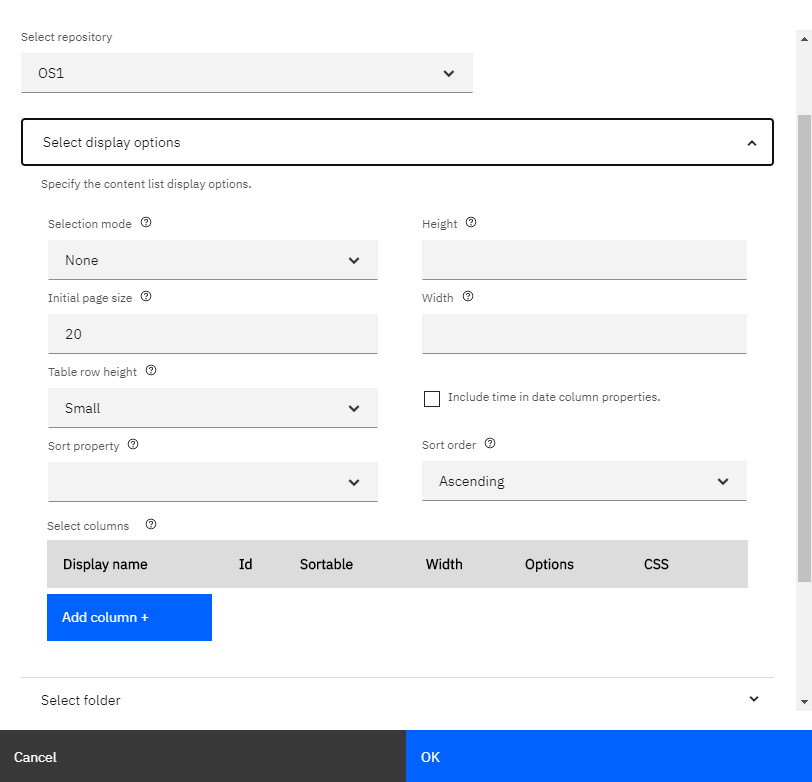 Select repository
OS1
Select display options
Specify the content list display options.
Selection mode
Height
None
Initial page size
Width
20
Table row height
Small
Include time in date column properties.
Sort property
Sort order
Ascending
Select columns
Display name Id Sortable Width Options CSS
Add column +
Select folder
Cancel OK